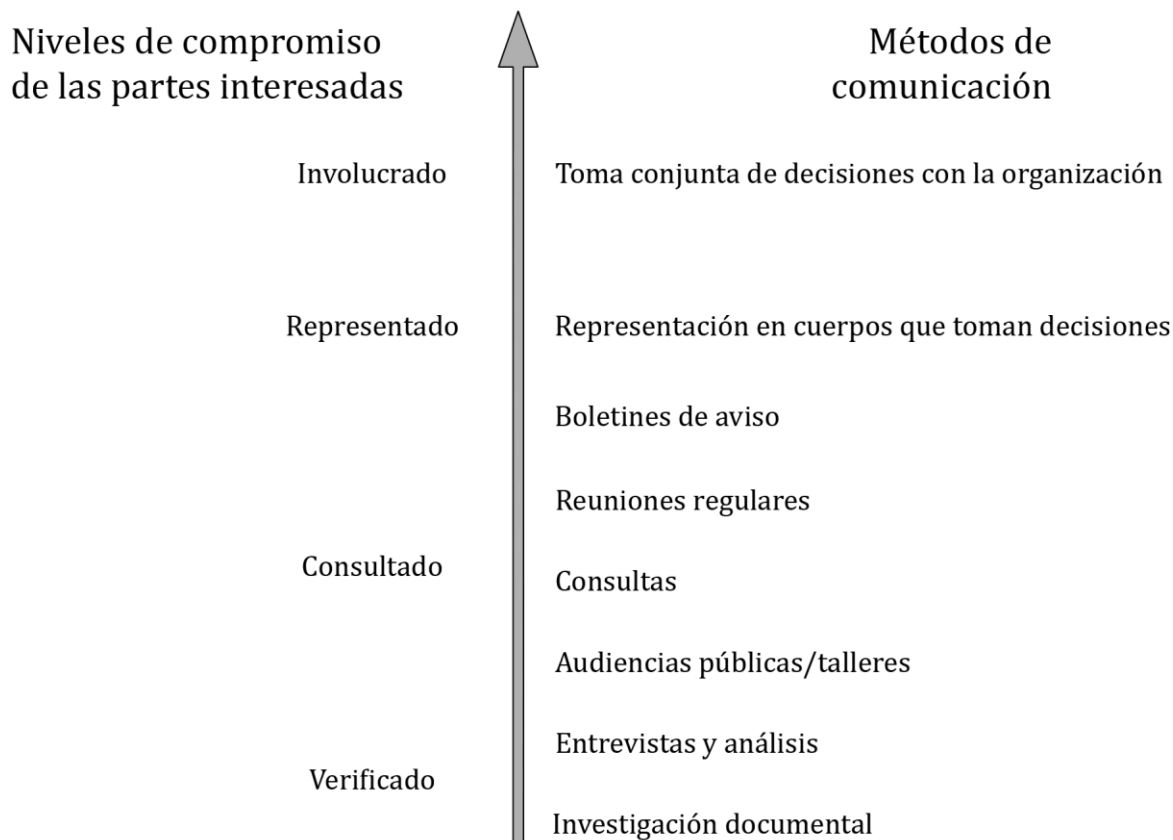 Niveles de compromiso
de las partes interesadas
Métodos de
comunicación
Involucrado
Toma conjunta de decisiones con la organización
Representado
Representación en cuerpos que toman decisiones
Boletines de aviso
Reuniones regulares
Consultado
Consultas
Audiencias públicas/talleres
Entrevistas y análisis
Verificado
Investigación documental